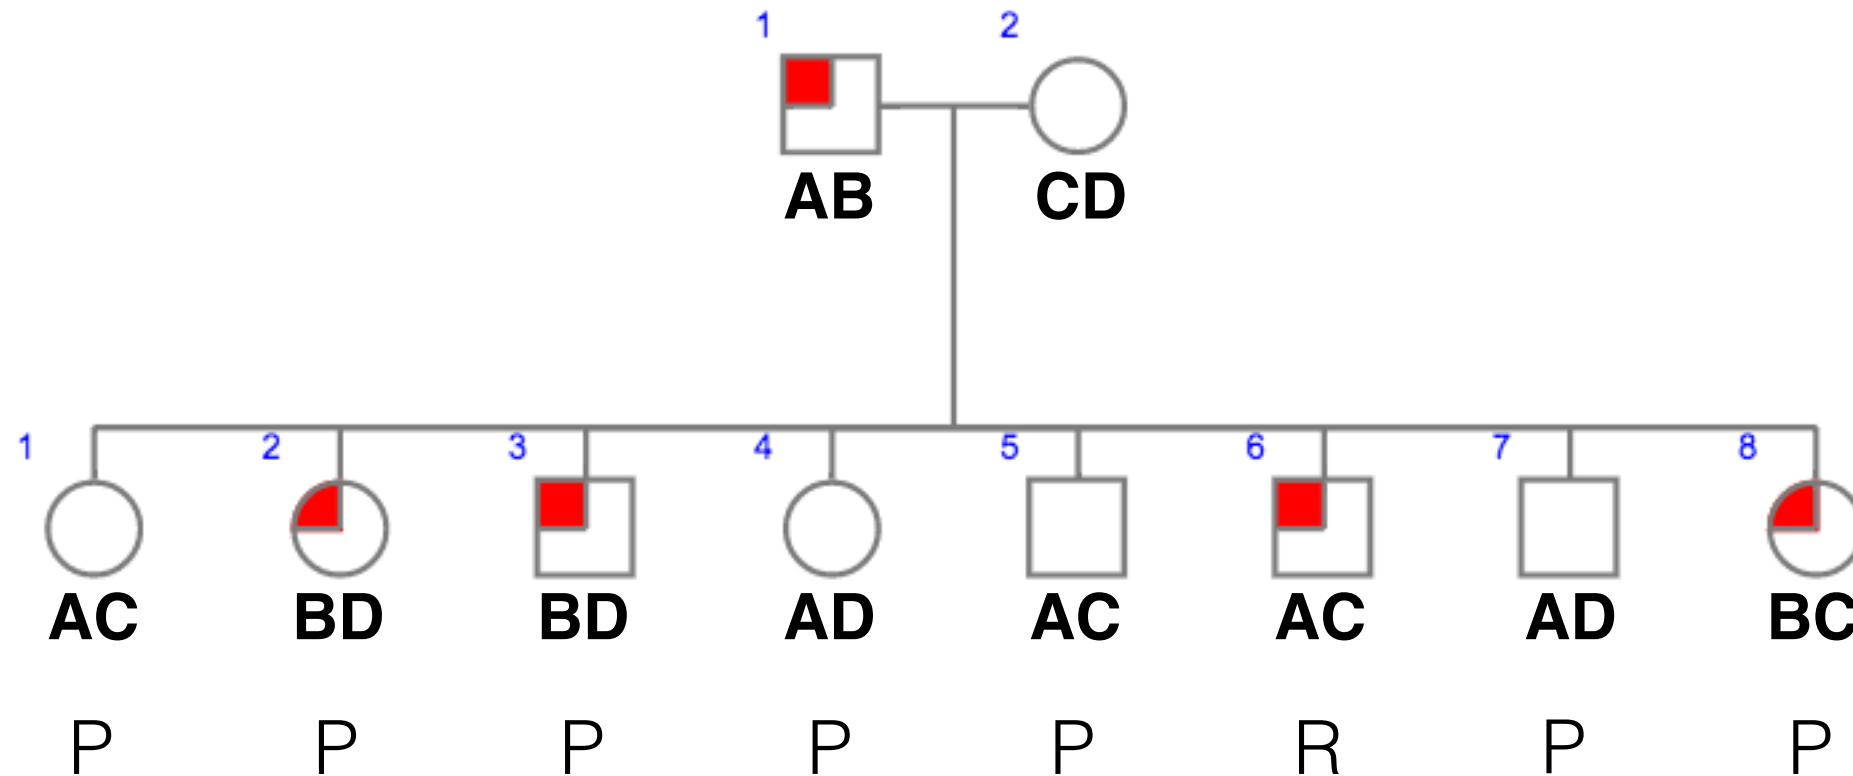 1 2
AB CD
1 2 3 4 5 6 7 8
AC BD BD AD AC AC AD BC
P P P P P R P P